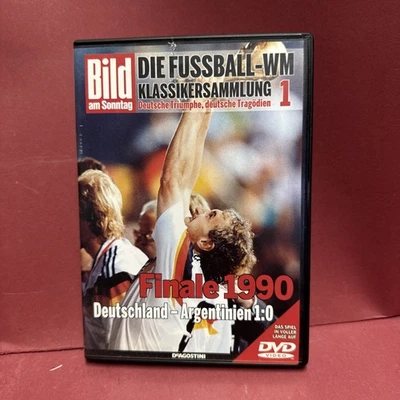 Bild
am Sonntag
DIE FUSSBALL-WM
KLASSIKERSAMMLUNG
Deutsche Triumphe, deutsche Tragödien
1
Finale 1990
Deutschland – Argentinien 1:0
DAS SPIEL
IN VOLLER
LÄNGE AUF
DVD
VIDEO
DeAGOSTINI